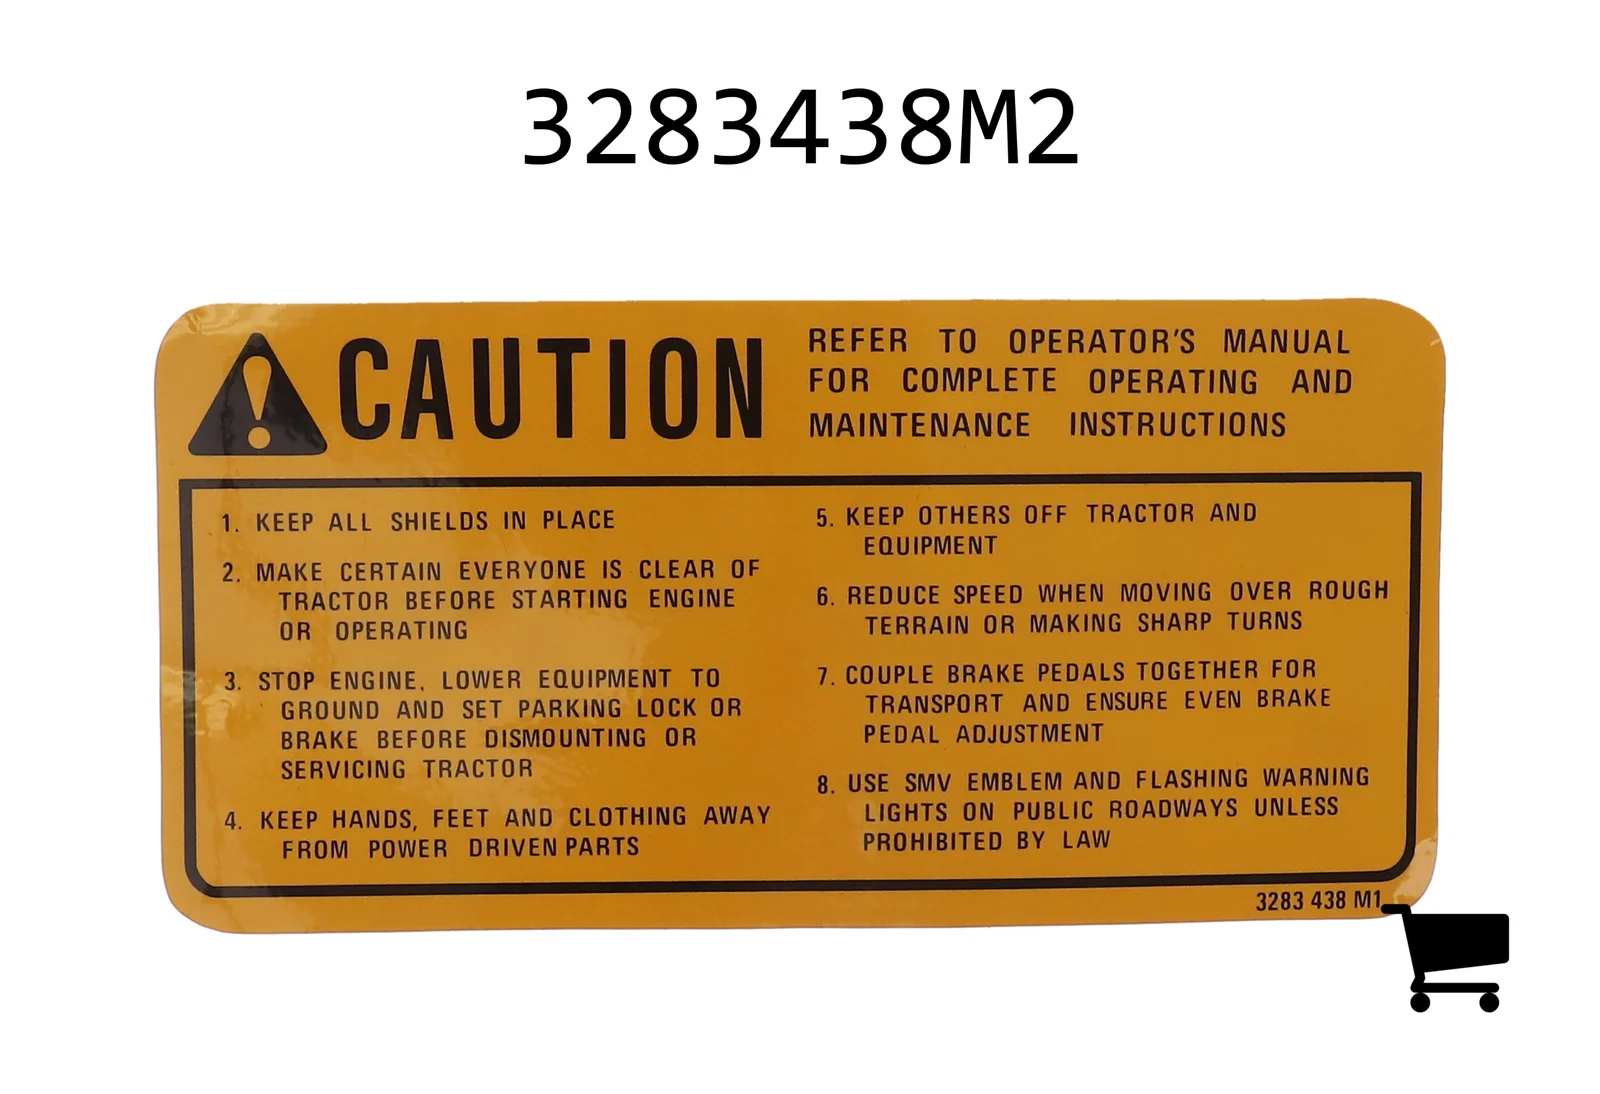 3283438M2
CAUTION
REFER TO OPERATOR'S MANUAL
FOR COMPLETE OPERATING AND
MAINTENANCE INSTRUCTIONS
1. KEEP ALL SHIELDS IN PLACE
2. MAKE CERTAIN EVERYONE IS CLEAR OF
TRACTOR BEFORE STARTING ENGINE
OR OPERATING
3. STOP ENGINE, LOWER EQUIPMENT TO
GROUND AND SET PARKING LOCK OR
BRAKE BEFORE DISMOUNTING OR
SERVICING TRACTOR
4. KEEP HANDS, FEET AND CLOTHING AWAY
FROM POWER DRIVEN PARTS
5. KEEP OTHERS OFF TRACTOR AND
EQUIPMENT
6. REDUCE SPEED WHEN MOVING OVER ROUGH
TERRAIN OR MAKING SHARP TURNS
7. COUPLE BRAKE PEDALS TOGETHER FOR
TRANSPORT AND ENSURE EVEN BRAKE
PEDAL ADJUSTMENT
8. USE SMV EMBLEM AND FLASHING WARNING
LIGHTS ON PUBLIC ROADWAYS UNLESS
PROHIBITED BY LAW
3283 438 M1